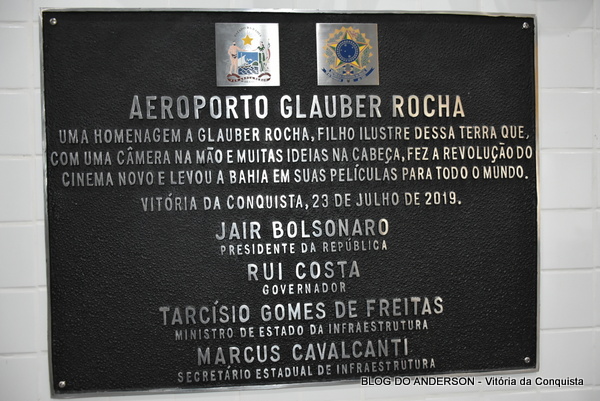 AEROPORTO GLAUBER ROCHA
UMA HOMENAGEM A GLAUBER ROCHA, FILHO ILUSTRE DESSA TERRA QUE,
COM UMA CÂMERA NA MÃO E MUITAS IDEIAS NA CABEÇA, FEZ A REVOLUÇÃO DO
CINEMA NOVO E LEVOU A BAHIA EM SUAS PELÍCULAS PARA TODO O MUNDO.
VITÓRIA DA CONQUISTA, 23 DE JULHO DE 2019.
JAIR BOLSONARO
PRESIDENTE DA REPÚBLICA
RUI COSTA
GOVERNADOR
TARCÍSIO GOMES DE FREITAS
MINISTRO DE ESTADO DA INFRAESTRUTURA
MARCUS CAVALCANTI
SECRETÁRIO ESTADUAL DE INFRAESTRUTURA
BLOG DO ANDERSON - Vitória da Conquista